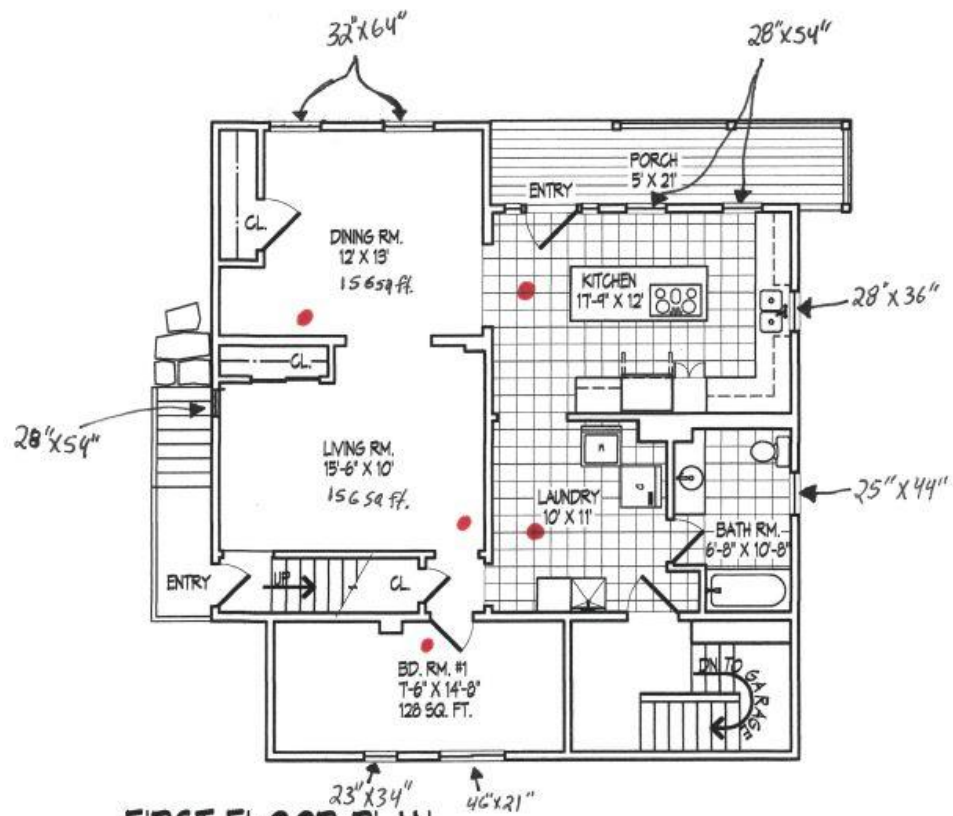 32"X64"
28"X54"
PORCH
5' X 21'
ENTRY
CL.
DINING RM.
12' X 13'
156 sq ft.
KITCHEN
17'-9" X 12'
28"X36"
CL.
28"X54"
LIVING RM.
15'-6" X 10'
156 sq ft.
LAUNDRY
10' X 11'
25"X44"
BATH RM.
6'-8" X 10'-8"
ENTRY
UP
CL.
BD. RM. #1
7'-6" X 14'-8"
128 SQ. FT.
DN TO GARAGE
23"X34"
46"X21"
FIRST FLOOR PLAN